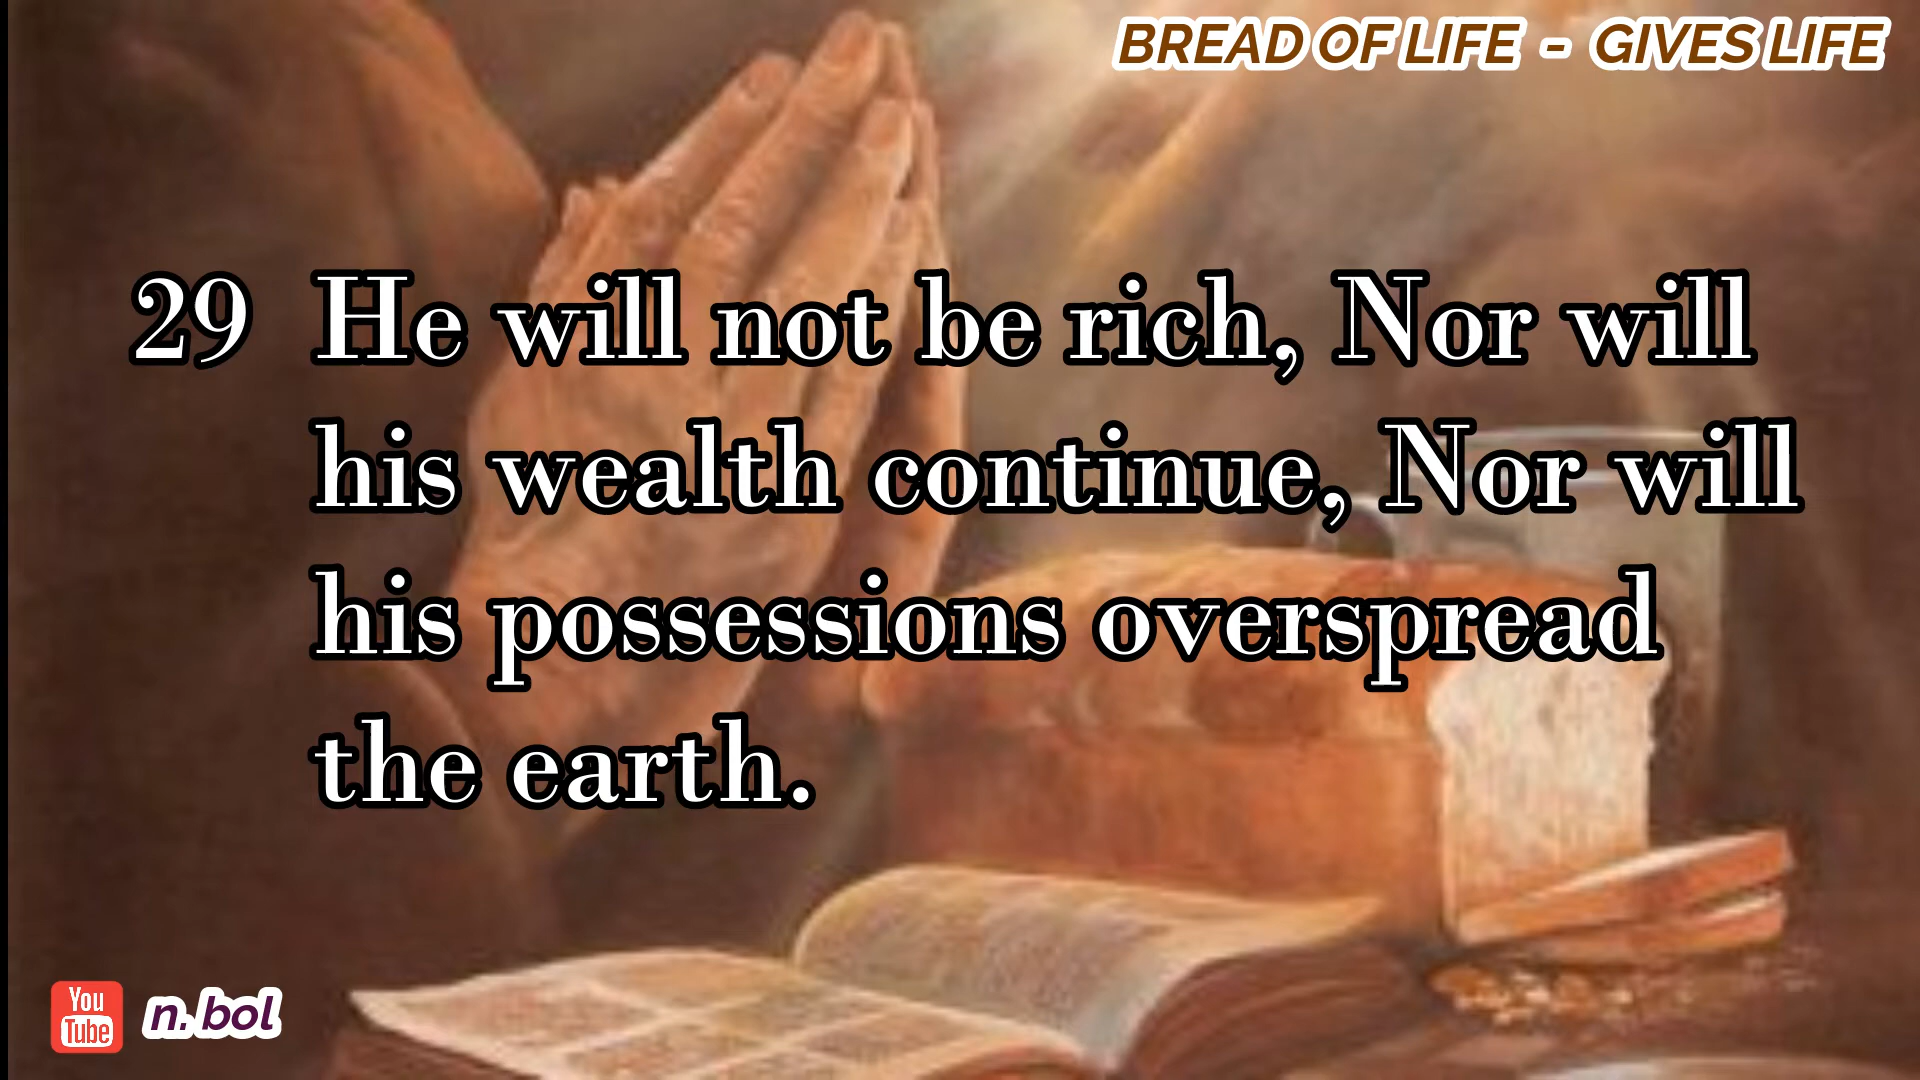 BREAD OF LIFE - GIVES LIFE
29 He will not be rich, Nor will
his wealth continue, Nor will
his possessions overspread
the earth.
You
Tube
n.bol